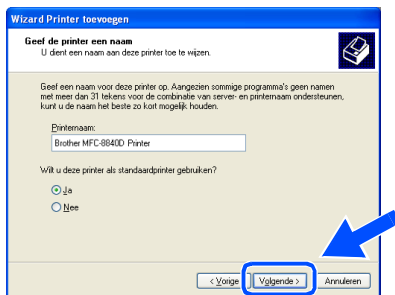 Wizard Printer toevoegen
Geef de printer een naam
U dient een naam aan deze printer toe te wijzen.
Geef een naam voor deze printer op. Aangezien sommige programma's geen namen
met meer dan 31 tekens voor de combinatie van server- en printernaam ondersteunen,
kunt u de naam het beste zo kort mogelijk houden.
Printernaam:
Brother MFC-8840D Printer
Wilt u deze printer als standaardprinter gebruiken?
Ja
Nee
< Vorige
Volgende >
Annuleren